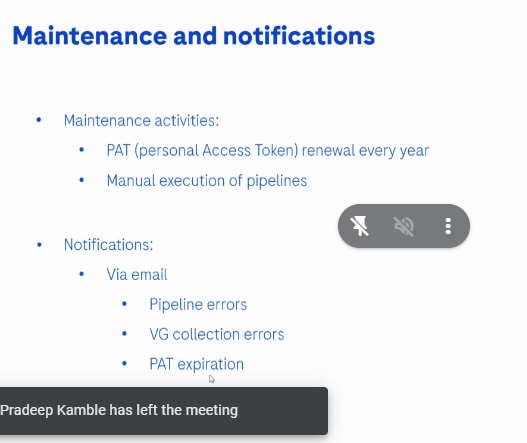 Maintenance and notifications
• Maintenance activities:
• PAT (personal Access Token) renewal every year
• Manual execution of pipelines
• Notifications:
• Via email
• Pipeline errors
• VG collection errors
• PAT expiration
Pradeep Kamble has left the meeting